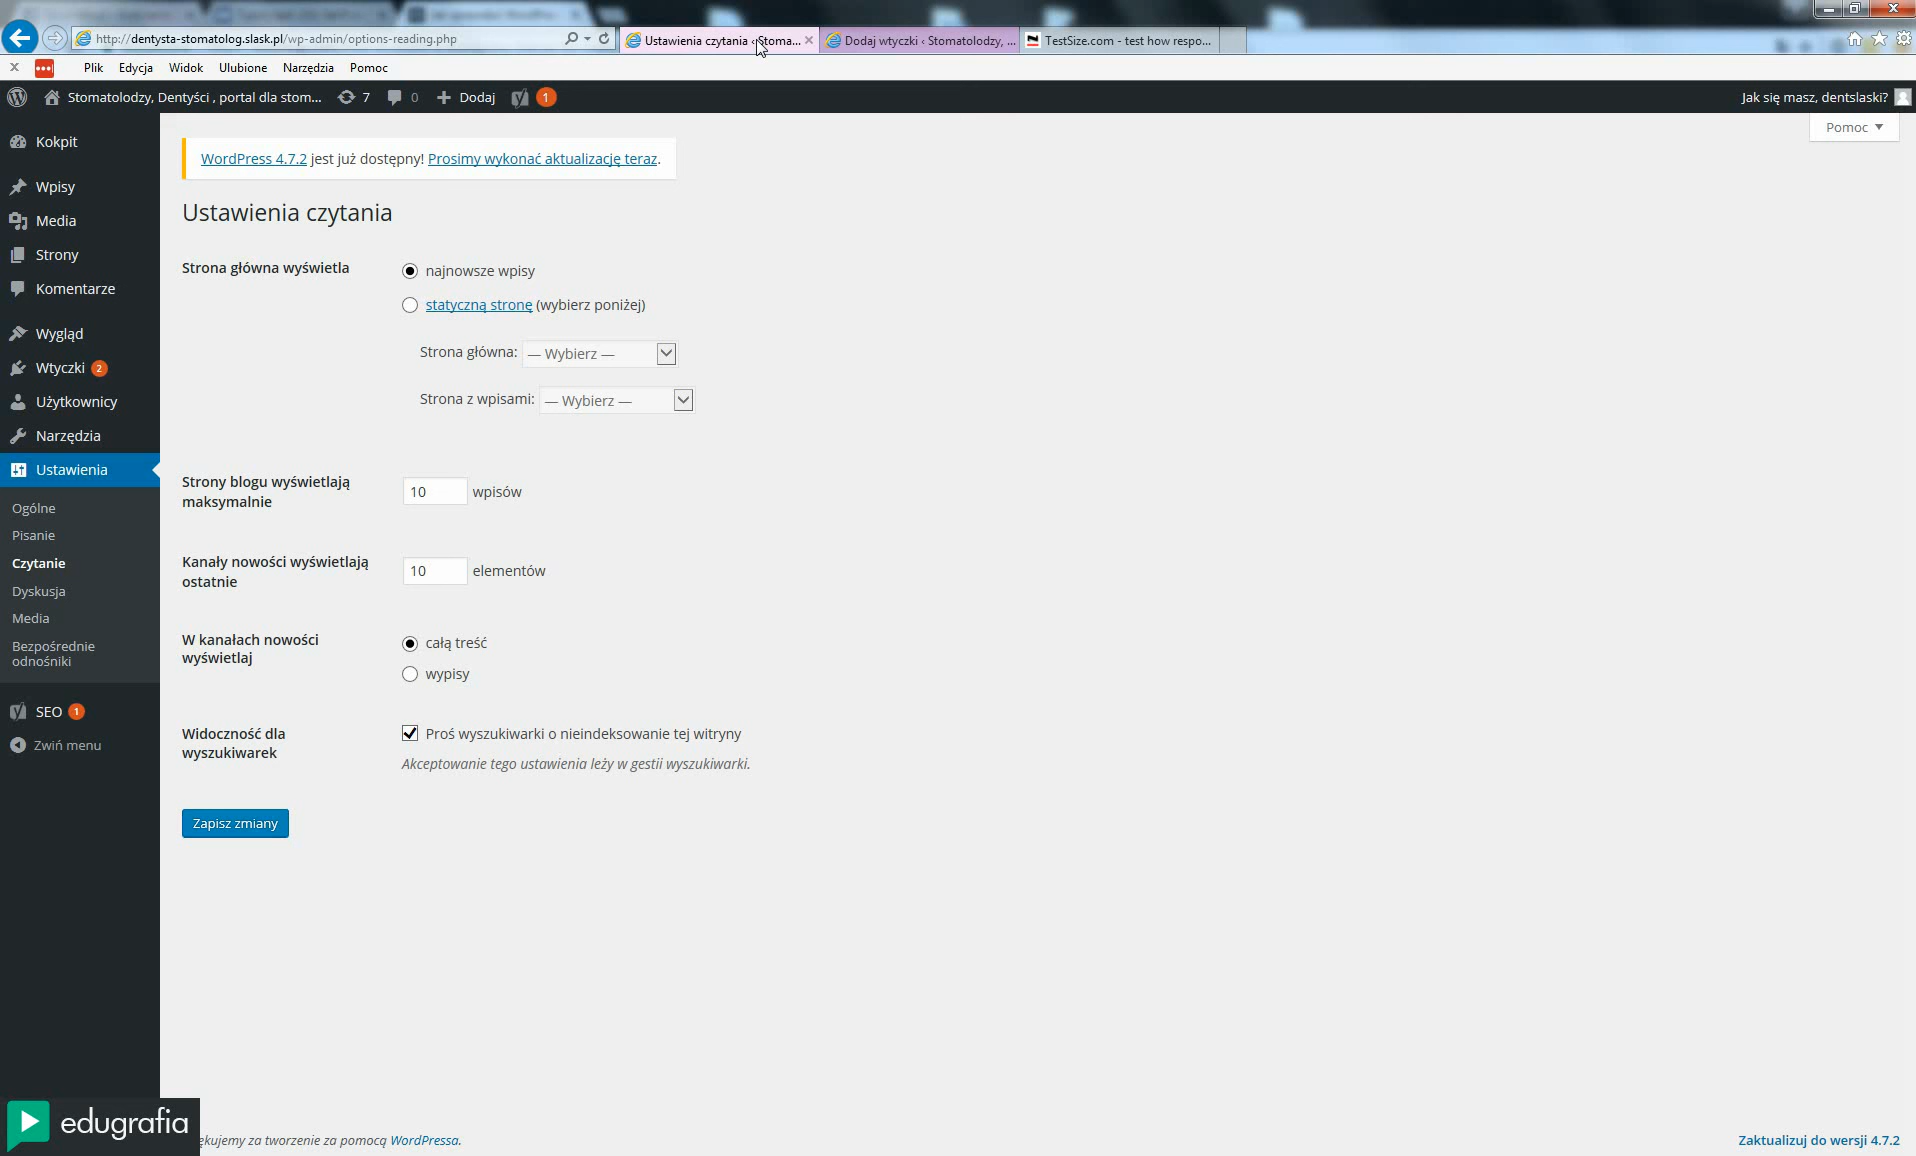 http://dentysta-stomatolog.slask.pl/wp-admin/options-reading.php
Ustawienia czytania ‹ Stoma...
Dodaj wtyczki ‹ Stomatolodzy, ...
TestSize.com - test how respo...
Plik Edycja Widok Ulubione Narzędzia Pomoc
Stomatolodzy, Dentyści , portal dla stom... 7 0 Dodaj 1
Jak się masz, dentslaski?
Pomoc
Kokpit
Wpisy
Media
Strony
Komentarze
Wygląd
Wtyczki 2
Użytkownicy
Narzędzia
Ustawienia
Ogólne
Pisanie
Czytanie
Dyskusja
Media
Bezpośrednie
odnośniki
SEO 1
Zwiń menu
WordPress 4.7.2 jest już dostępny! Prosimy wykonać aktualizację teraz.
Ustawienia czytania
Strona główna wyświetla
najnowsze wpisy
statyczną stronę (wybierz poniżej)
Strona główna: — Wybierz —
Strona z wpisami: — Wybierz —
Strony blogu wyświetlają
maksymalnie
10 wpisów
Kanały nowości wyświetlają
ostatnie
10 elementów
W kanałach nowości
wyświetlaj
całą treść
wypisy
Widoczność dla
wyszukiwarek
Proś wyszukiwarki o nieindeksowanie tej witryny
Akceptowanie tego ustawienia leży w gestii wyszukiwarki.
Zapisz zmiany
edugrafia
ękujemy za tworzenie za pomocą WordPressa.
Zaktualizuj do wersji 4.7.2